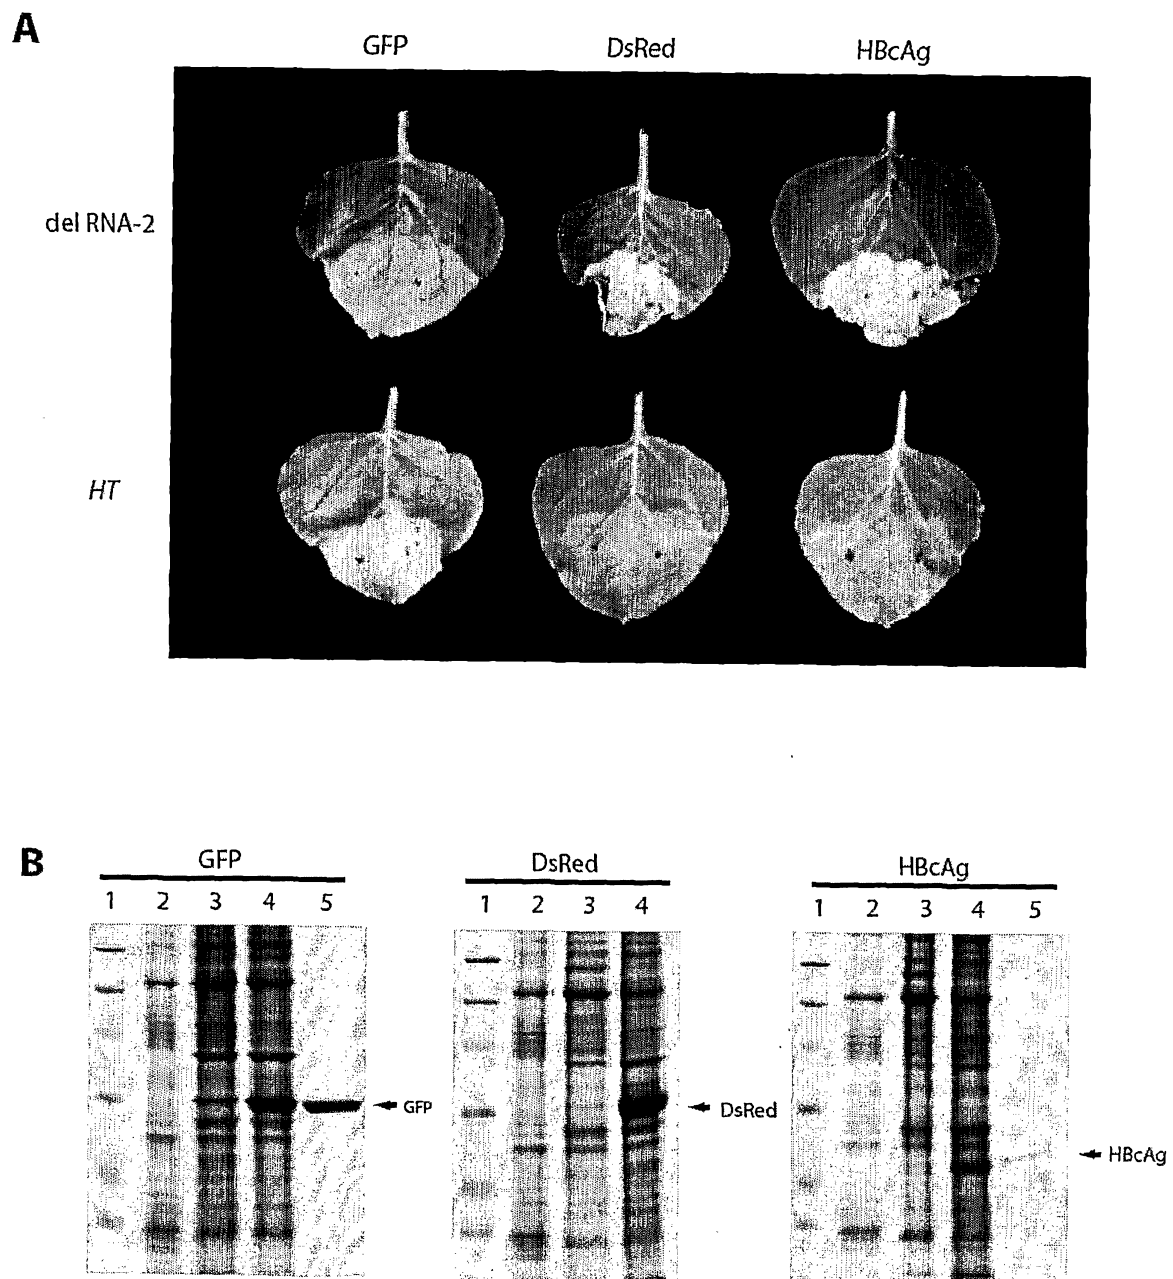 A
GFP DsRed HBcAg
del RNA-2
HT
B
GFP DsRed HBcAg
1 2 3 4 5 1 2 3 4 1 2 3 4 5
GFP DsRed HBcAg